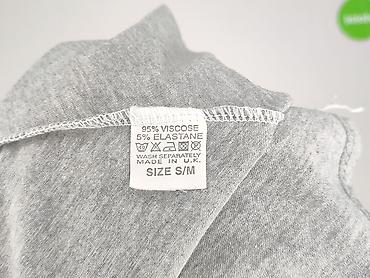 95% VISCOSE
5% ELASTANE
WASH SEPARATELY
MADE IN U.K.
SIZE S/M